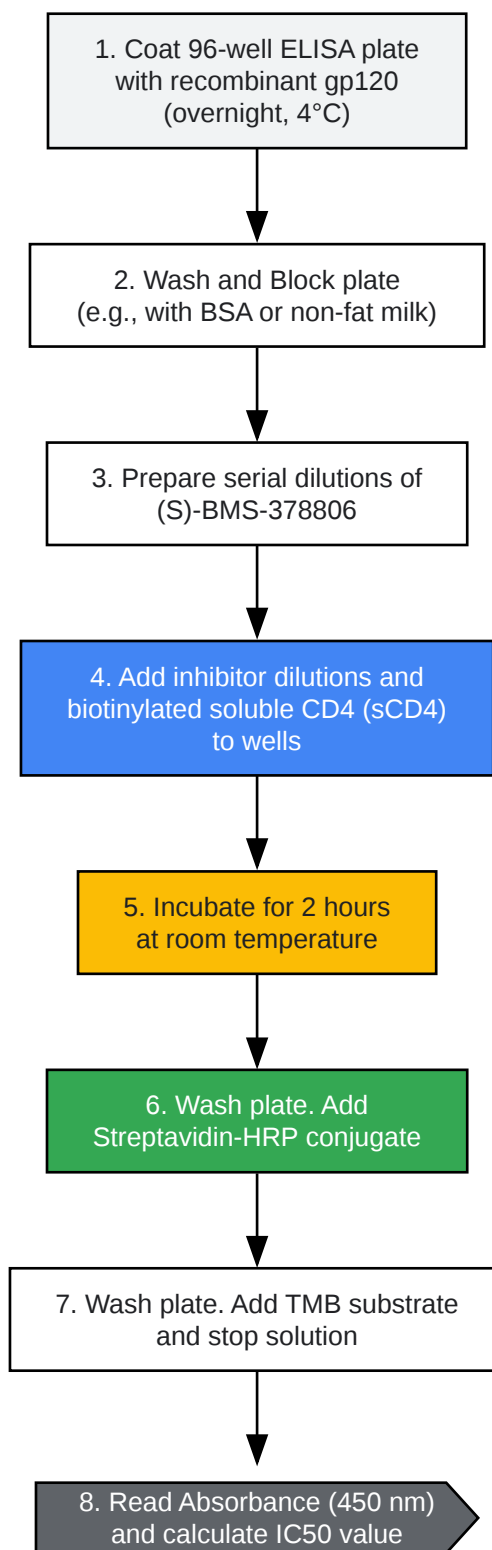 1. Coat 96-well ELISA plate
with recombinant gp120
(overnight, 4°C)
2. Wash and Block plate
(e.g., with BSA or non-fat milk)
3. Prepare serial dilutions of
(S)-BMS-378806
4. Add inhibitor dilutions and
biotinylated soluble CD4 (sCD4)
to wells
5. Incubate for 2 hours
at room temperature
6. Wash plate. Add
Streptavidin-HRP conjugate
7. Wash plate. Add TMB substrate
and stop solution
8. Read Absorbance (450 nm)
and calculate IC50 value